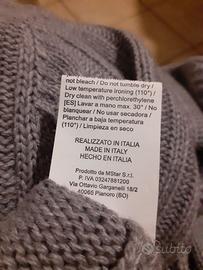 not bleach / Do not tumble dry /
Low temperature ironing (110°) /
Dry clean with perchlorethylene
[ES] Lavar a mano max. 30° / No
blanquear / No usar secadora /
Planchar a baja temperatura
(110°) / Limpieza en seco
REALIZZATO IN ITALIA
MADE IN ITALY
HECHO EN ITALIA
Prodotto da MStar S.r.l.
P. IVA 03247881200
Via Ottavio Garganelli 18/2
40065 Pianoro (BO)
subito